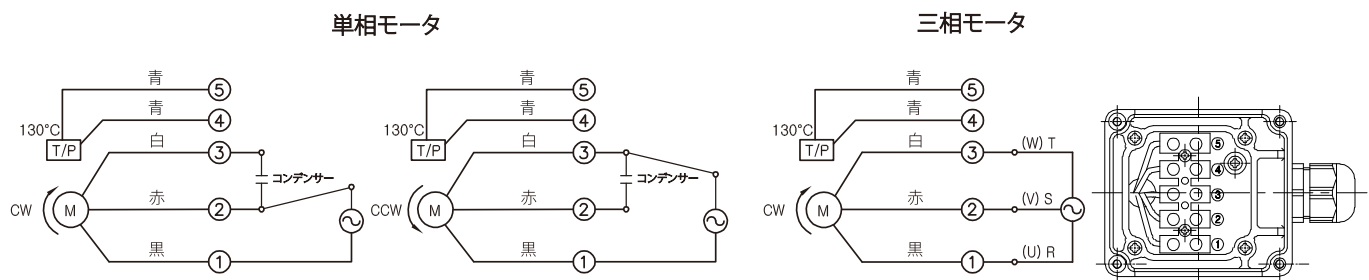 単相モータ
三相モータ
青 ⑤
青 ④
130°C
T/P
白 ③
コンデンサー
CW M 赤 ②
黒 ①
青 ⑤
青 ④
130°C
T/P
白 ③
コンデンサー
CCW M 赤 ②
黒 ①
青 ⑤
青 ④
130°C
T/P
白 ③ (W) T
CW M 赤 ② (V) S
黒 ① (U) R
⑤
④
③
②
①